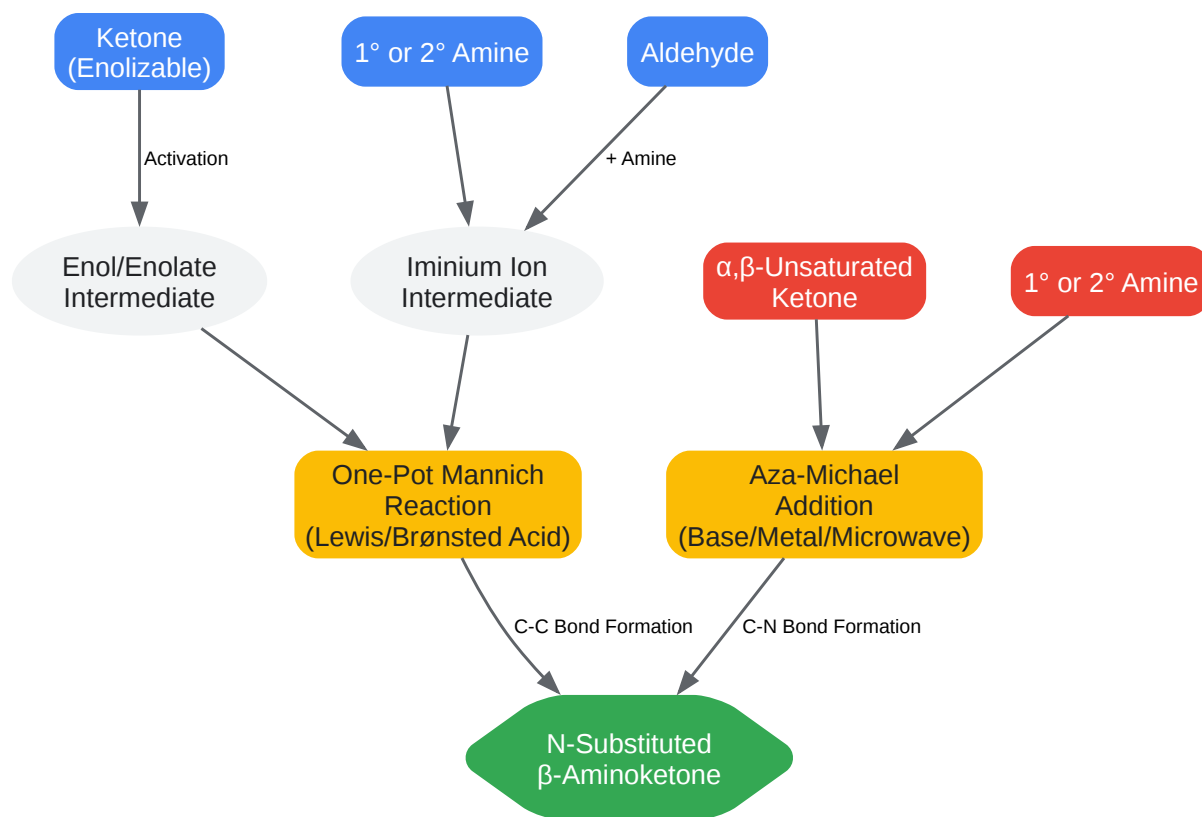 Ketone
(Enolizable)
1° or 2° Amine
Aldehyde
Activation
+ Amine
Enol/Enolate
Intermediate
Iminium Ion
Intermediate
α,β-Unsaturated
Ketone
1° or 2° Amine
One-Pot Mannich
Reaction
(Lewis/Brønsted Acid)
Aza-Michael
Addition
(Base/Metal/Microwave)
C-C Bond Formation
C-N Bond Formation
N-Substituted
β-Aminoketone